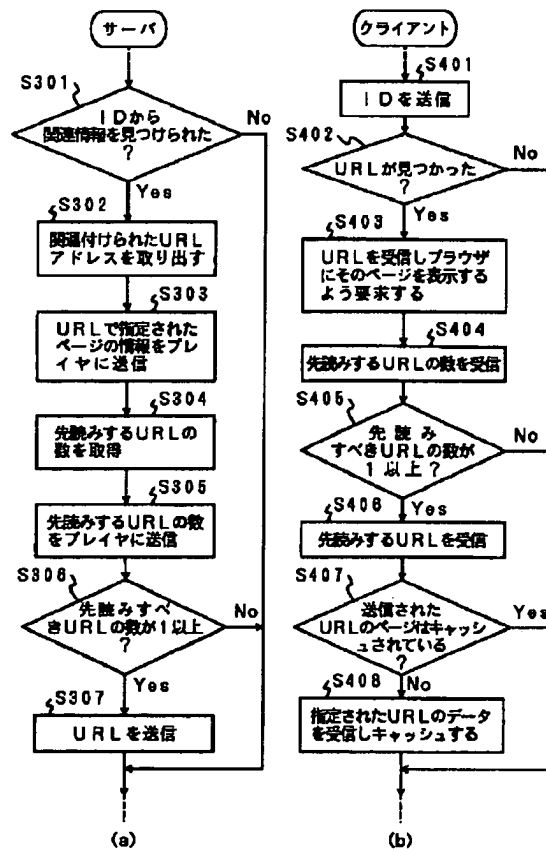 サーバ
S301
IDから
関連情報を見つけられた
?
No
Yes
S302
関連付けられたURL
アドレスを取り出す
S303
URLで指定された
ページの情報をプレ
イヤに送信
S304
先読みするURLの
数を取得
S305
先読みするURLの数
をプレイヤに送信
S306
先読みすべ
きURLの数が1以上?
No
Yes
S307
URLを送信
(a)
クライアント
S401
IDを送信
S402
URLが見つかった
?
No
Yes
S403
URLを受信しブラウザ
にそのページを表示する
よう要求する
S404
先読みするURLの数を受信
S405
先読み
すべきURLの数が
1以上?
No
Yes
S406
先読みするURLを受信
S407
送信された
URLのページはキャッシ
ュされている
?
Yes
No
S408
指定されたURLのデータ
を受信しキャッシュする
(b)